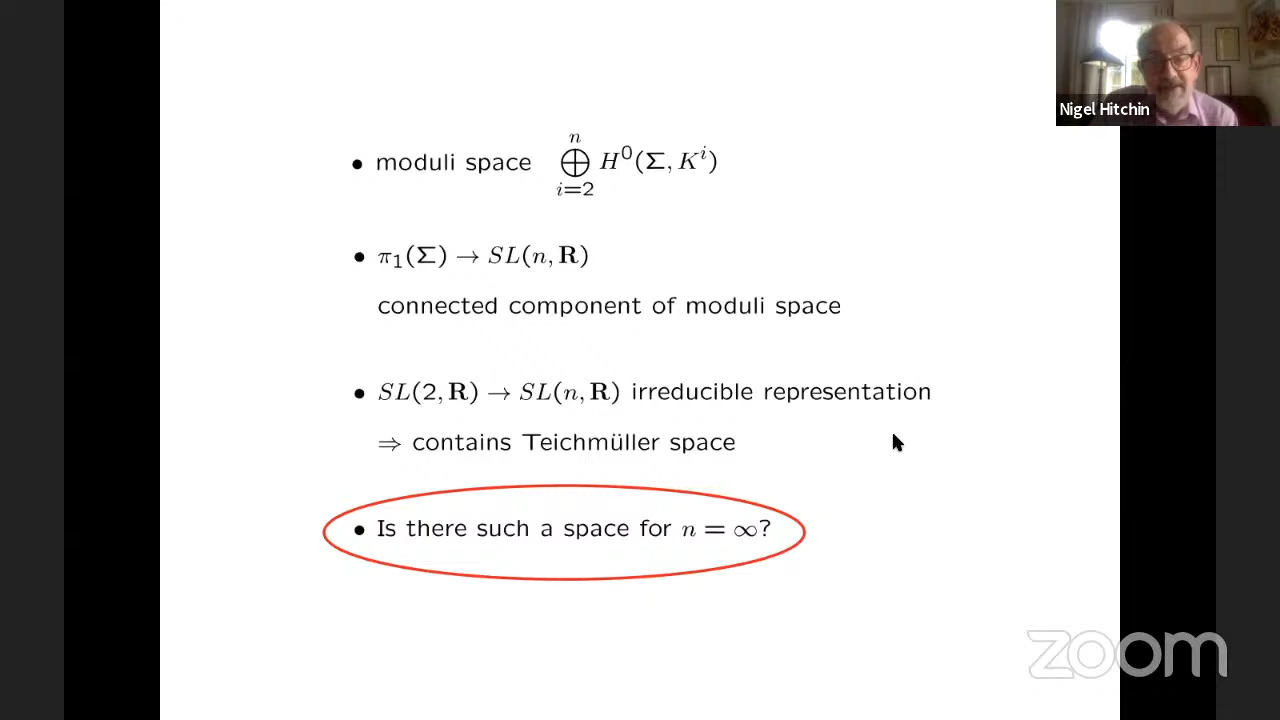 Nigel Hitchin
• moduli space ⊕_{i=2}^{n} H^0(Σ, K^i)
• π_1(Σ) → SL(n, R)
connected component of moduli space
• SL(2, R) → SL(n, R) irreducible representation
⇒ contains Teichmüller space
• Is there such a space for n = ∞?
zoom